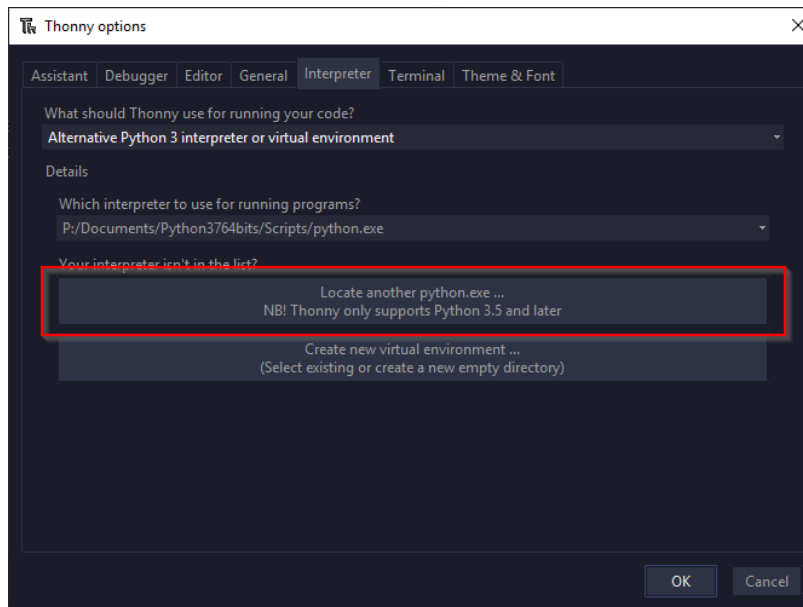 Thonny options
Assistant Debugger Editor General Interpreter Terminal Theme & Font
What should Thonny use for running your code?
Alternative Python 3 interpreter or virtual environment
Details
Which interpreter to use for running programs?
P:/Documents/Python3764bits/Scripts/python.exe
Your interpreter isn't in the list?
Locate another python.exe ...
NB! Thonny only supports Python 3.5 and later
Create new virtual environment ...
(Select existing or create a new empty directory)
OK Cancel